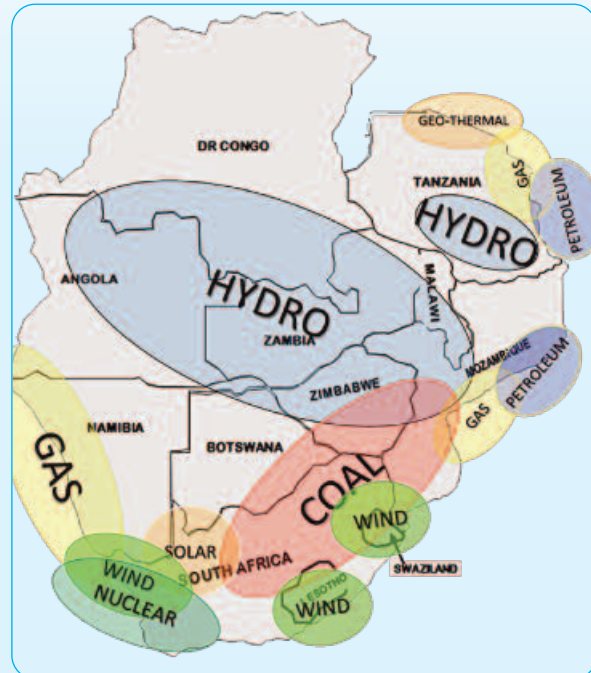 GEO-THERMAL
DR CONGO
TANZANIA
GAS
PETROLEUM
HYDRO
ANGOLA
HYDRO
MALAWI
ZAMBIA
MOZAMBIQUE
ZIMBABWE
PETROLEUM
GAS
NAMIBIA
BOTSWANA
GAS
COAL
WIND
SOLAR
SOUTH AFRICA
WIND
SWAZILAND
NUCLEAR
LESOTHO
WIND